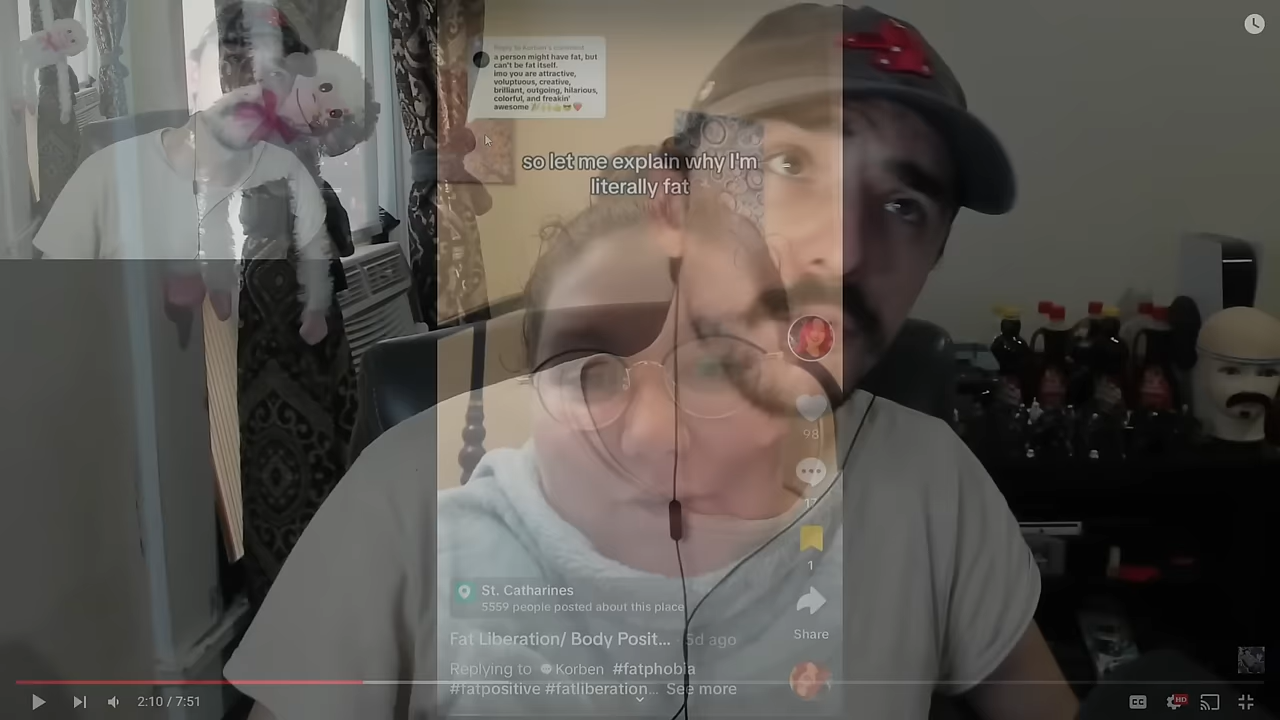 Reply to Korben's comment
a person might have fat, but
can't be fat itself.
imo you are attractive,
voluptuous, creative,
brilliant, outgoing, hilarious,
colorful, and freakin'
awesome
so let me explain why I'm
literally fat
98
17
1
St. Catharines
5559 people posted about this place
Share
Fat Liberation/ Body Posit... · 5d ago
Replying to Korben #fatphobia
#fatpositive #fatliberation... See more
2:10 / 7:51
CC
HD